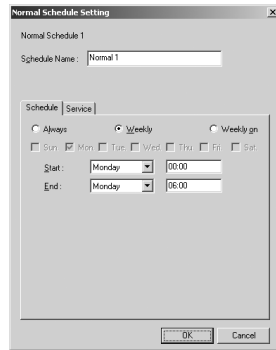 Normal Schedule Setting
Normal Schedule 1
Schedule Name : Normal 1
Schedule Service
Always Weekly Weekly on
Sun Mon Tue Wed Thu Fri Sat
Start : Monday 00:00
End : Monday 06:00
OK Cancel